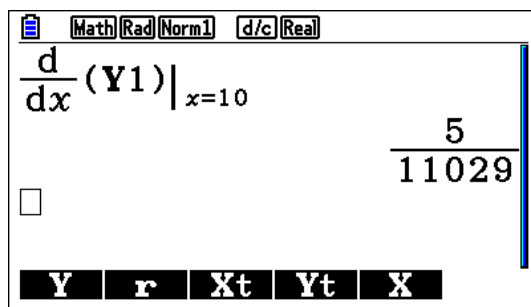 Math Rad Norm1 d/c Real
d/dx (Y1)|x=10
5/11029
Y r Xt Yt X